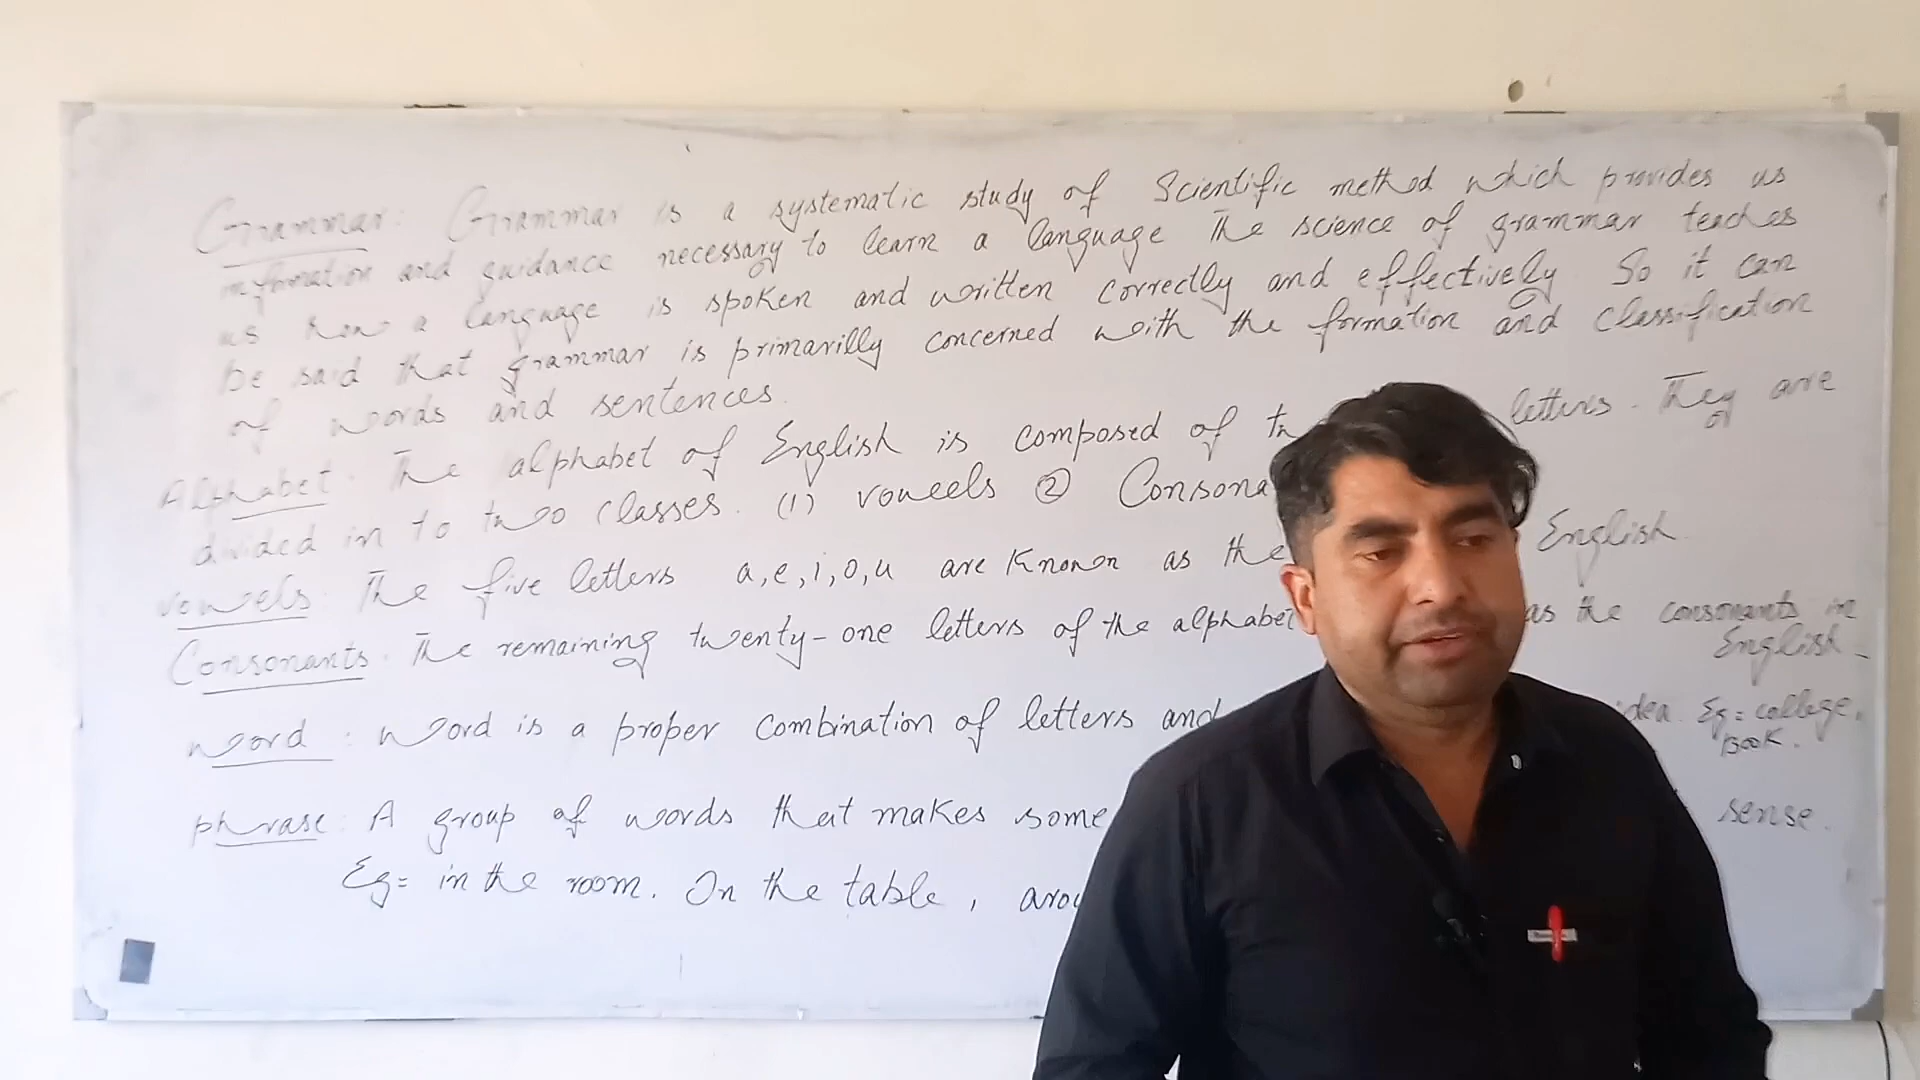 Grammar: Grammar is a systematic study of Scientific method which provides us
information and guidance necessary to learn a language The science of grammar teaches
us how a language is spoken and written correctly and effectively. So it can
be said that grammar is primarilly concerned with the formation and classification
of words and sentences.
Alphabet. The alphabet of English is composed of letters. They are
divided in to two classes. (1) voweels ② Consona
vowels: The five letters a, e, i, o, u are known as the English.
Consonants. The remaining twenty-one letters of the alphabet as the consonants in
English
word: word is a proper combination of letters and idea. Eg = college,
Book.
phrase: A group of words that makes some sense.
Eg = in the room. On the table, arou